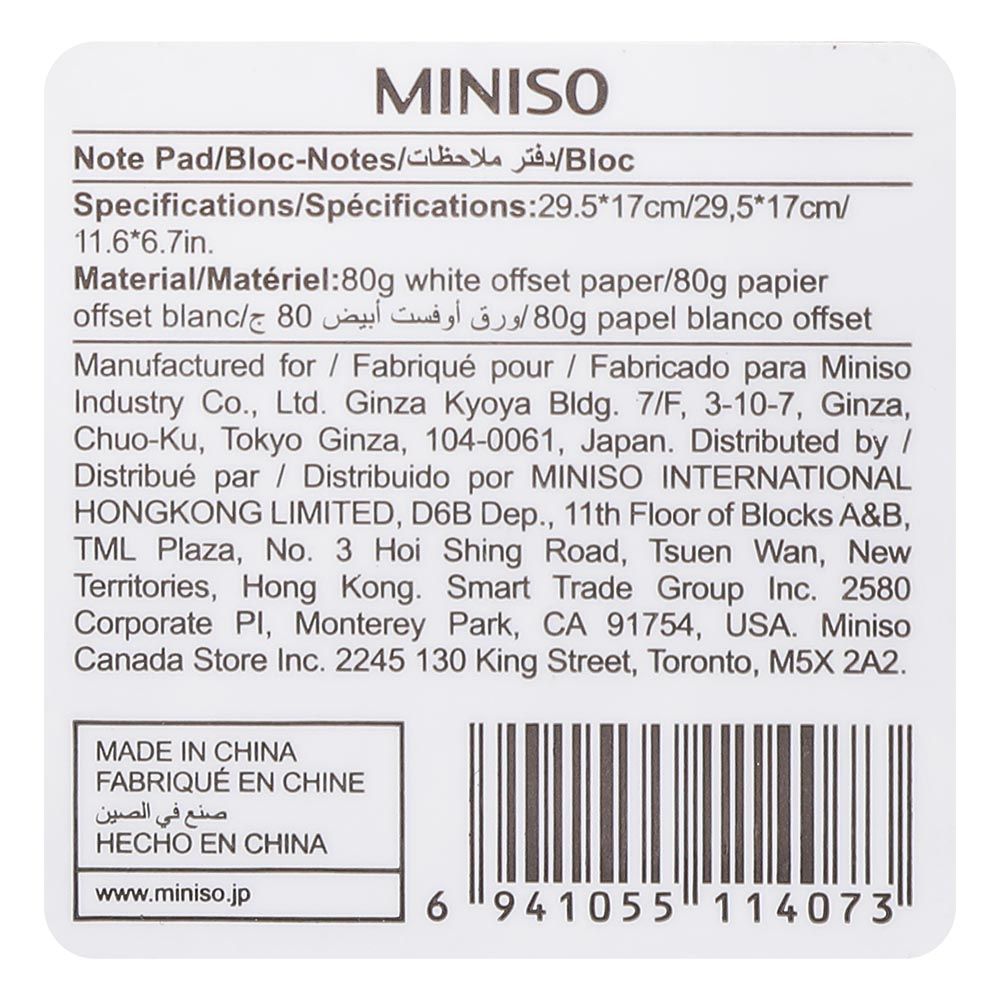 MINISO
Note Pad/Bloc-Notes/دفتر ملاحظات/Bloc
Specifications/Spécifications:29.5*17cm/29,5*17cm/
11.6*6.7in.
Material/Matériel:80g white offset paper/80g papier
offset blanc/ورق أوفست أبيض 80 ج/80g papel blanco offset
Manufactured for / Fabriqué pour / Fabricado para Miniso
Industry Co., Ltd. Ginza Kyoya Bldg. 7/F, 3-10-7, Ginza,
Chuo-Ku, Tokyo Ginza, 104-0061, Japan. Distributed by /
Distribué par / Distribuido por MINISO INTERNATIONAL
HONGKONG LIMITED, D6B Dep., 11th Floor of Blocks A&B,
TML Plaza, No. 3 Hoi Shing Road, Tsuen Wan, New
Territories, Hong Kong. Smart Trade Group Inc. 2580
Corporate Pl, Monterey Park, CA 91754, USA. Miniso
Canada Store Inc. 2245 130 King Street, Toronto, M5X 2A2.
MADE IN CHINA
FABRIQUÉ EN CHINE
صنع في الصين
HECHO EN CHINA
www.miniso.jp
6 941055 114073